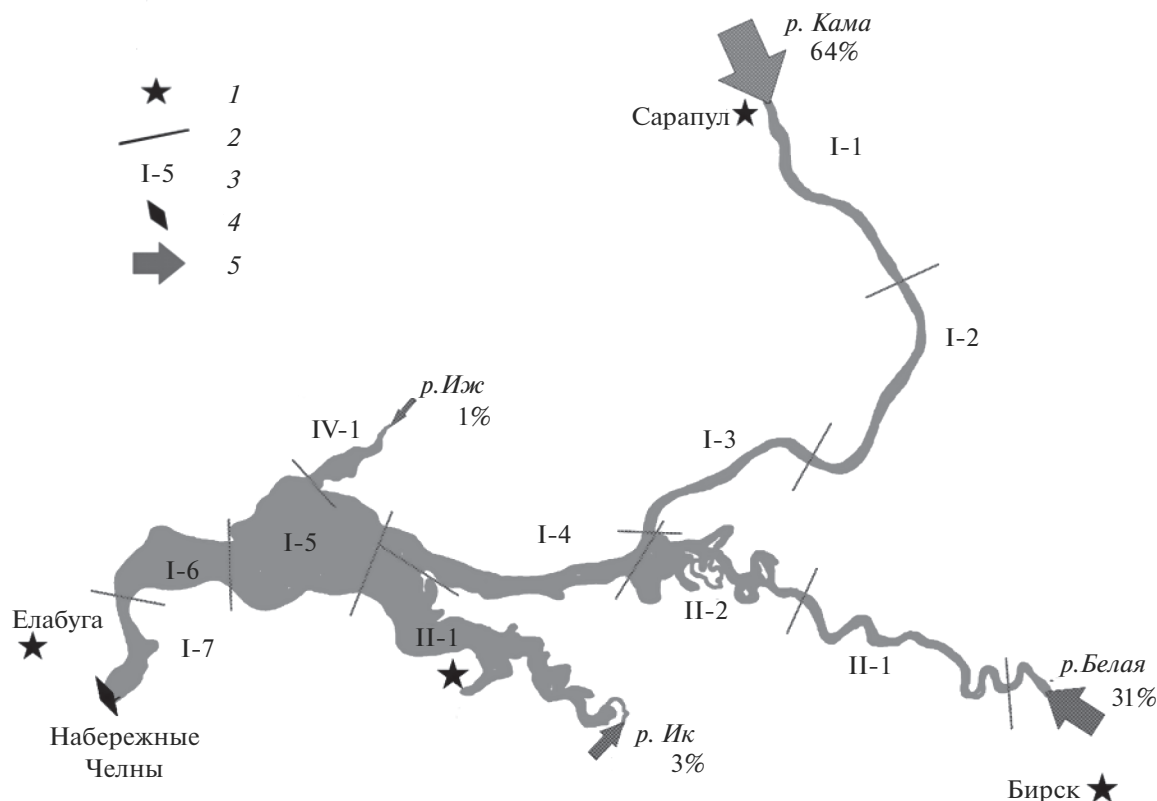 р. Кама
64%
Сарапул
1
2
I-5
3
4
5
I-1
I-2
р.Иж
1%
IV-1
I-3
I-4
I-5
I-6
II-2
Елабуга
I-7
II-1
II-1
р.Белая
31%
Набережные
Челны
р. Ик
3%
Бирск